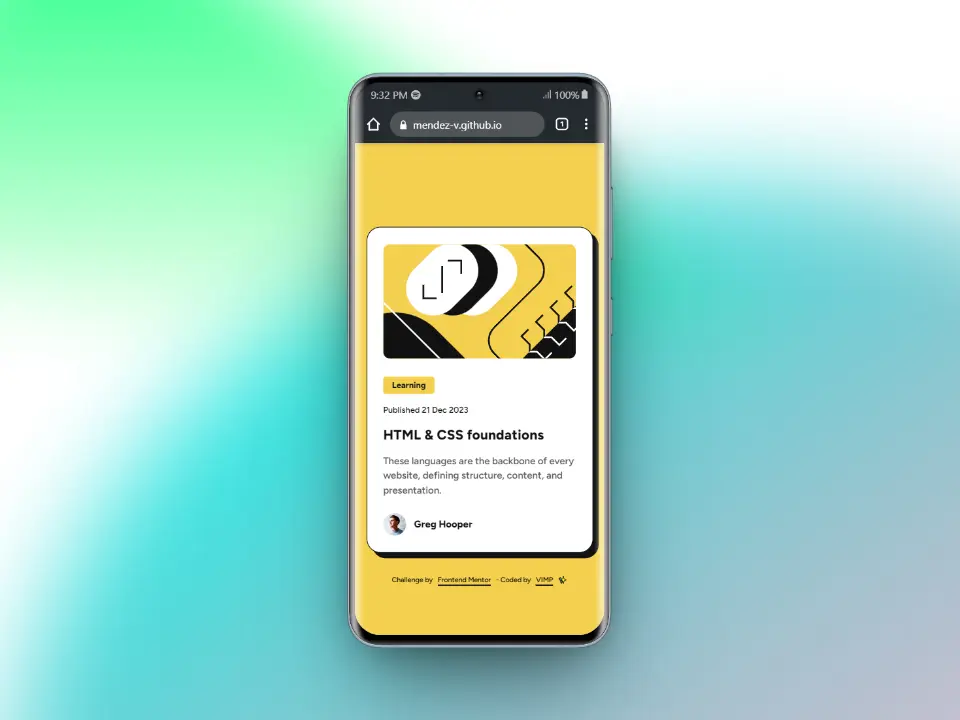 9:32 PM 100%
mendez-v.github.io 1
Learning
Published 21 Dec 2023
HTML & CSS foundations
These languages are the backbone of every
website, defining structure, content, and
presentation.
Greg Hooper
Challenge by Frontend Mentor - Coded by VIMP